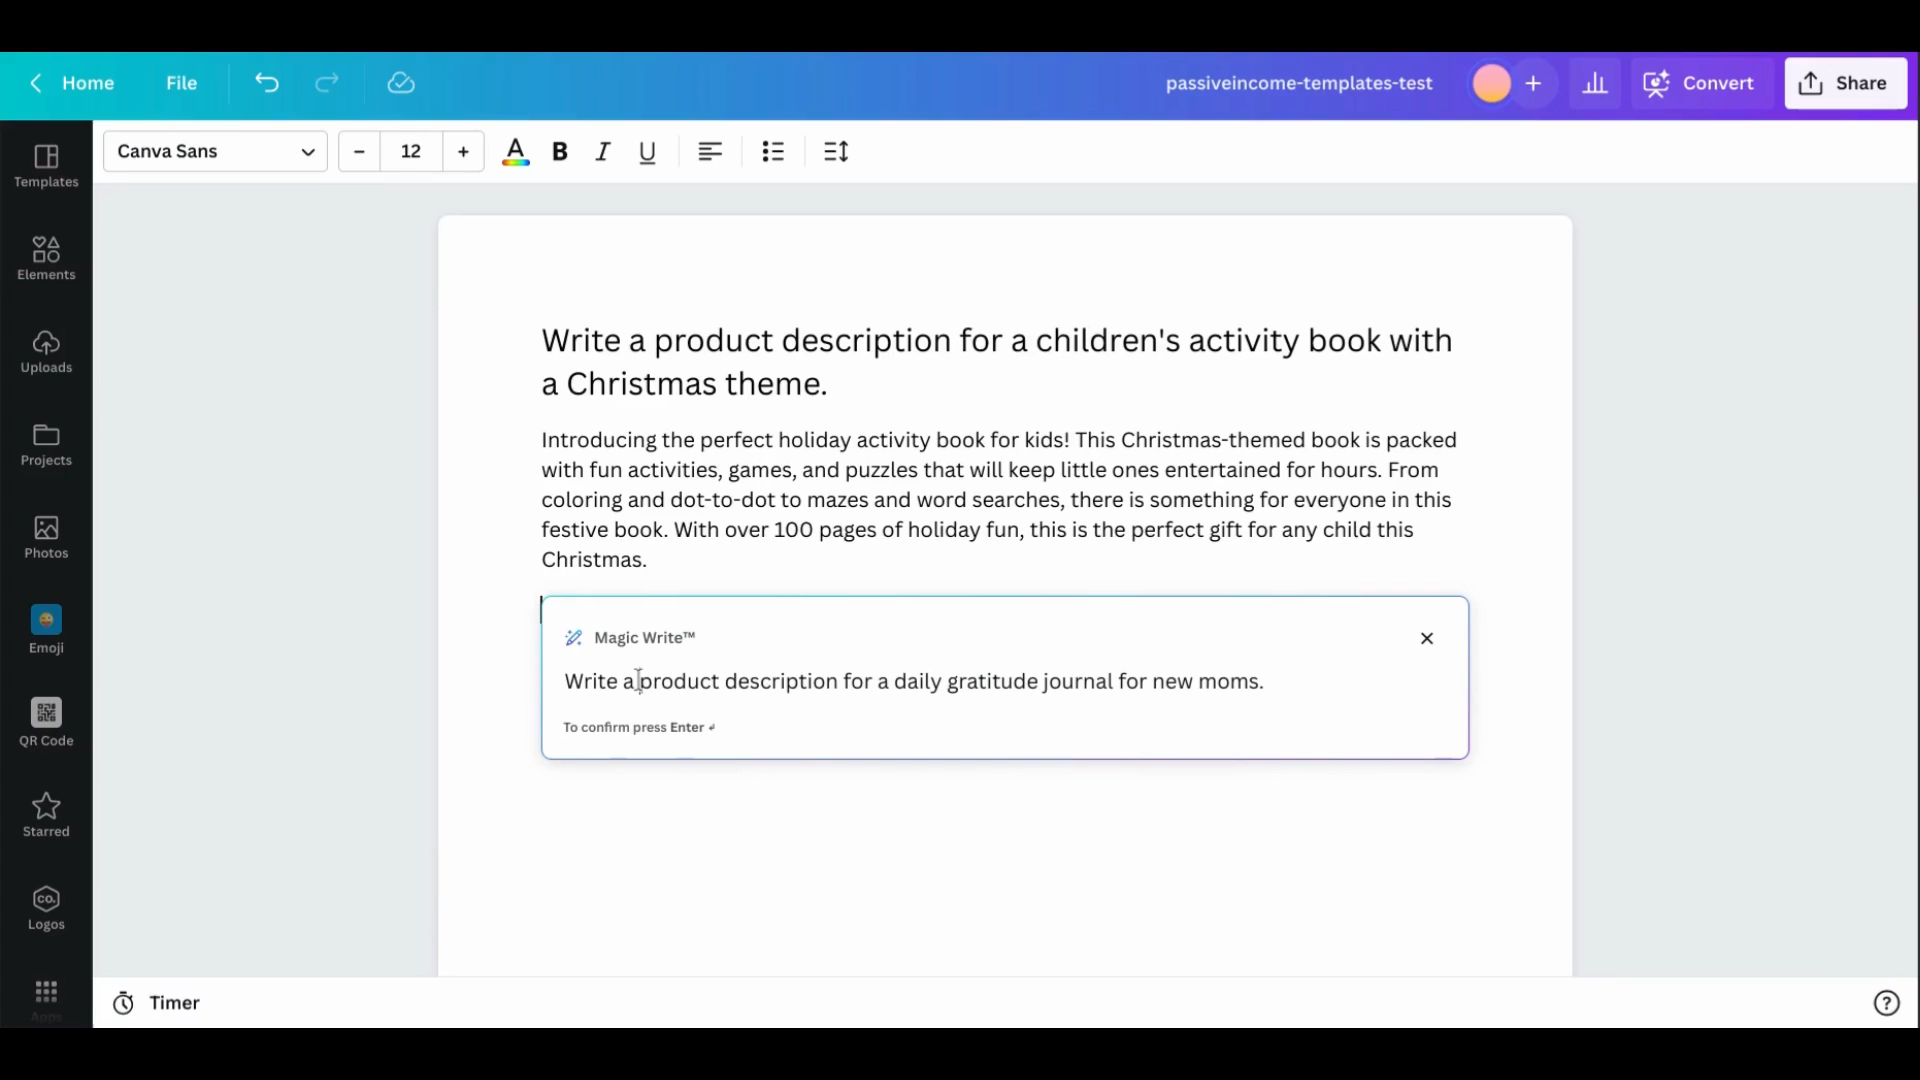 Home
File
passiveincome-templates-test
+
Convert
Share
Canva Sans
−
12
+
A
B
I
U
Templates
Elements
Uploads
Projects
Photos
Emoji
QR Code
Starred
CO.
Logos
Apps
Write a product description for a children's activity book with
a Christmas theme.
Introducing the perfect holiday activity book for kids! This Christmas-themed book is packed
with fun activities, games, and puzzles that will keep little ones entertained for hours. From
coloring and dot-to-dot to mazes and word searches, there is something for everyone in this
festive book. With over 100 pages of holiday fun, this is the perfect gift for any child this
Christmas.
Magic Write™
Write a product description for a daily gratitude journal for new moms.
To confirm press Enter ↲
Timer
?